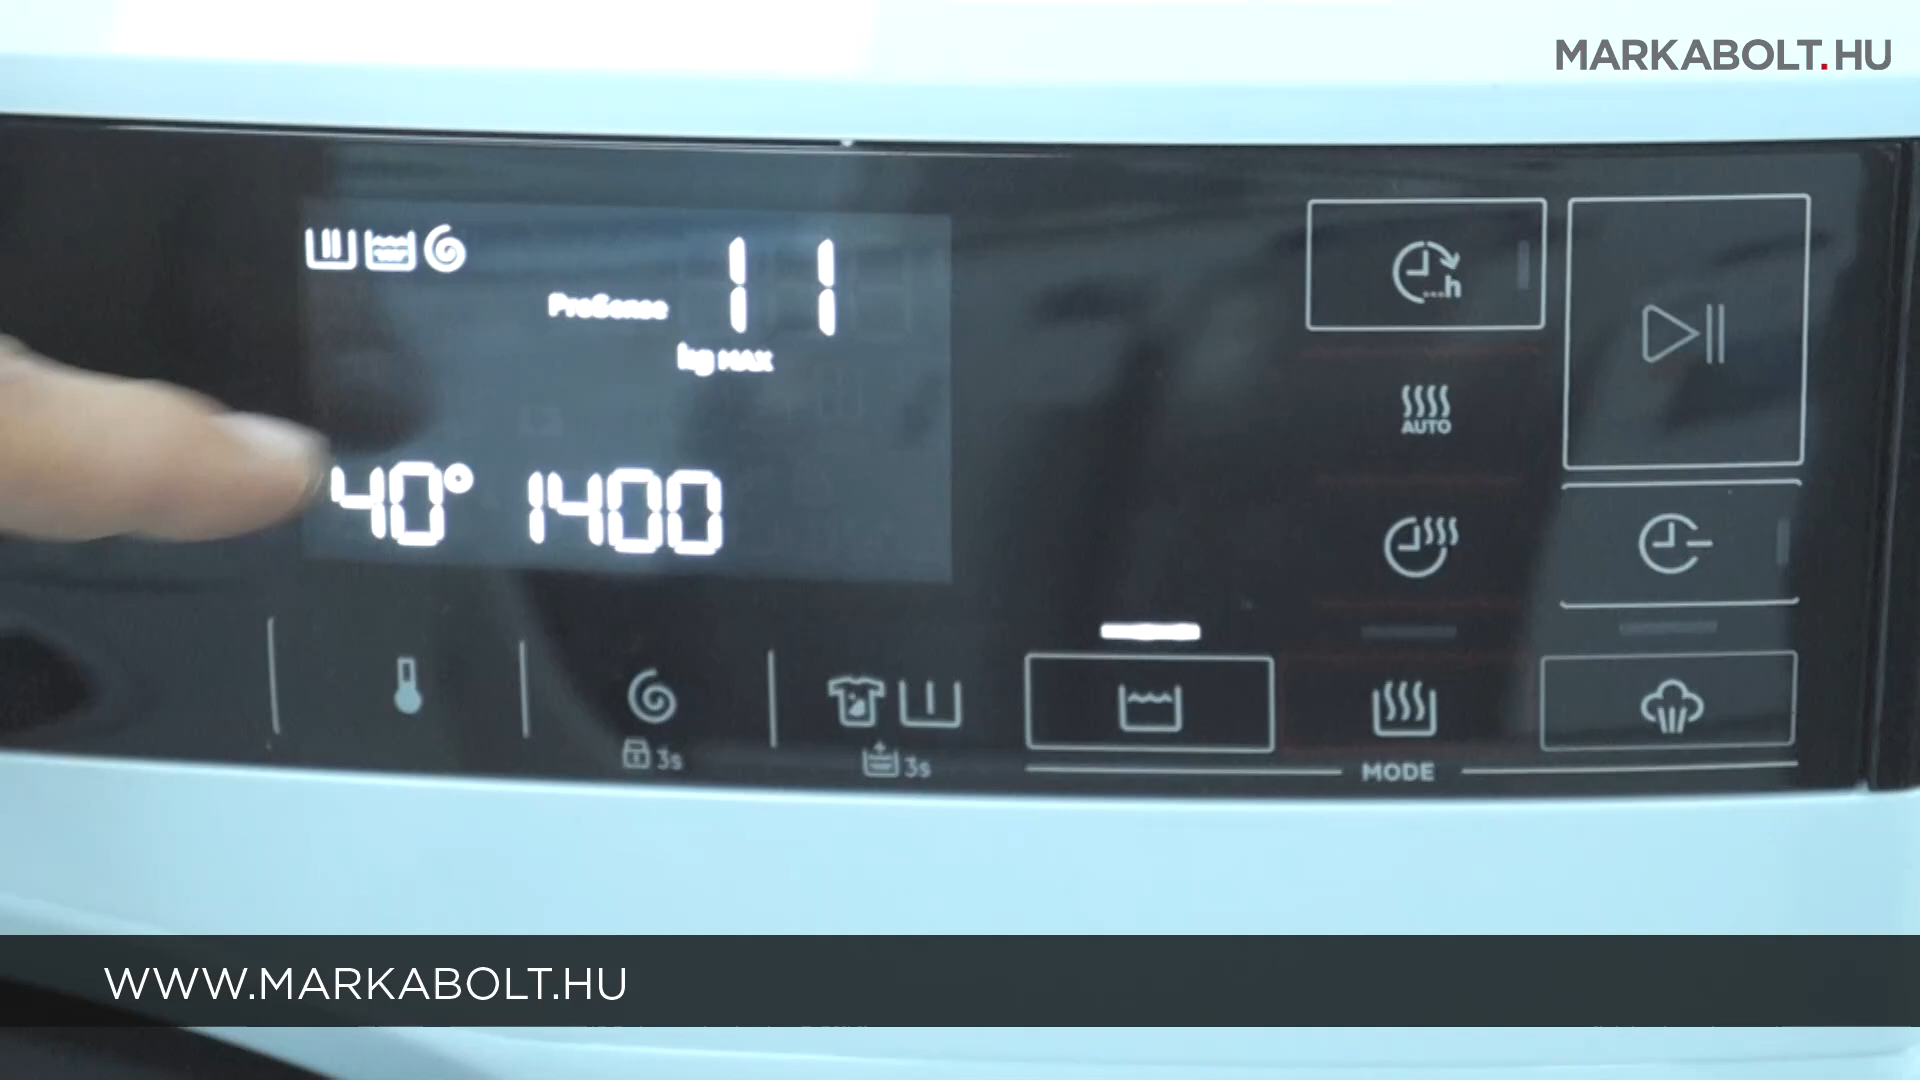 MARKABOLT.HU
ProSense
11
kg MAX
40° 1400
...h
AUTO
3s
3s
MODE
WWW.MARKABOLT.HU